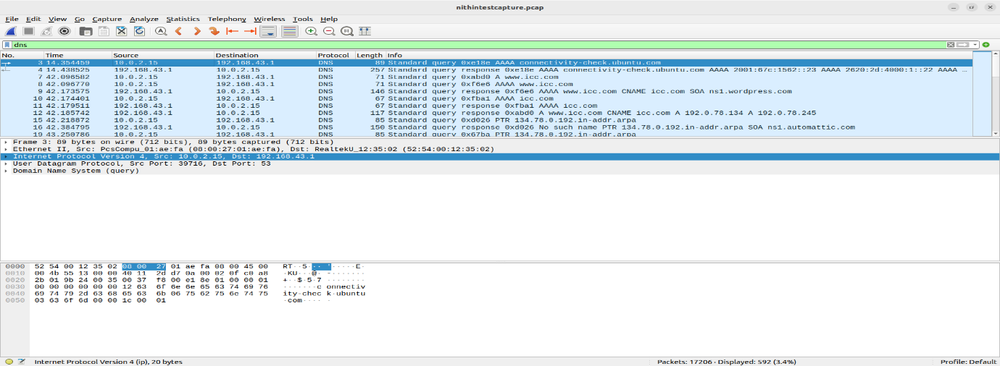 nithintestcapture.pcap
File Edit View Go Capture Analyze Statistics Telephony Wireless Tools Help
dns
No. Time Source Destination Protocol Length Info
3 14.354459 10.0.2.15 192.168.43.1 DNS 89 Standard query 0xe18e AAAA connectivity-check.ubuntu.com
4 14.438525 192.168.43.1 10.0.2.15 DNS 257 Standard query response 0xe18e AAAA connectivity-check.ubuntu.com AAAA 2001:67c:1562::23 AAAA 2620:2d:4000:1::22 AAAA …
7 42.096582 10.0.2.15 192.168.43.1 DNS 71 Standard query 0xabd0 A www.icc.com
8 42.096770 10.0.2.15 192.168.43.1 DNS 71 Standard query 0xf6e6 AAAA www.icc.com
9 42.173575 192.168.43.1 10.0.2.15 DNS 146 Standard query response 0xf6e6 AAAA www.icc.com CNAME icc.com SOA ns1.wordpress.com
10 42.174401 10.0.2.15 192.168.43.1 DNS 67 Standard query 0xfba1 AAAA icc.com
11 42.179511 192.168.43.1 10.0.2.15 DNS 67 Standard query response 0xfba1 AAAA icc.com
12 42.185742 192.168.43.1 10.0.2.15 DNS 117 Standard query response 0xabd0 A www.icc.com CNAME icc.com A 192.0.78.134 A 192.0.78.245
15 42.218872 10.0.2.15 192.168.43.1 DNS 85 Standard query 0xd026 PTR 134.78.0.192.in-addr.arpa
16 42.384795 192.168.43.1 10.0.2.15 DNS 150 Standard query response 0xd026 No such name PTR 134.78.0.192.in-addr.arpa SOA ns1.automattic.com
19 43.250786 10.0.2.15 192.168.43.1 DNS 85 Standard query 0x67ba PTR 134.78.0.192.in-addr.arpa
Frame 3: 89 bytes on wire (712 bits), 89 bytes captured (712 bits)
Ethernet II, Src: PcsCompu_01:ae:fa (08:00:27:01:ae:fa), Dst: RealtekU_12:35:02 (52:54:00:12:35:02)
Internet Protocol Version 4, Src: 10.0.2.15, Dst: 192.168.43.1
User Datagram Protocol, Src Port: 39716, Dst Port: 53
Domain Name System (query)
0000 52 54 00 12 35 02 08 00 27 01 ae fa 08 00 45 00 RT··5···'·····E·
0010 00 4b 55 13 00 00 40 11 2d d7 0a 00 02 0f c0 a8 ·KU···@·-·······
0020 2b 01 9b 24 00 35 00 37 f8 00 e1 8e 01 00 00 01 +··$·5·7········
0030 00 00 00 00 00 00 12 63 6f 6e 6e 65 63 74 69 76 ·······connectiv
0040 69 74 79 2d 63 68 65 63 6b 06 75 62 75 6e 74 75 ity-check·ubuntu
0050 03 63 6f 6d 00 00 1c 00 01 ·com·····
Internet Protocol Version 4 (ip), 20 bytes Packets: 17206 · Displayed: 592 (3.4%) Profile: Default